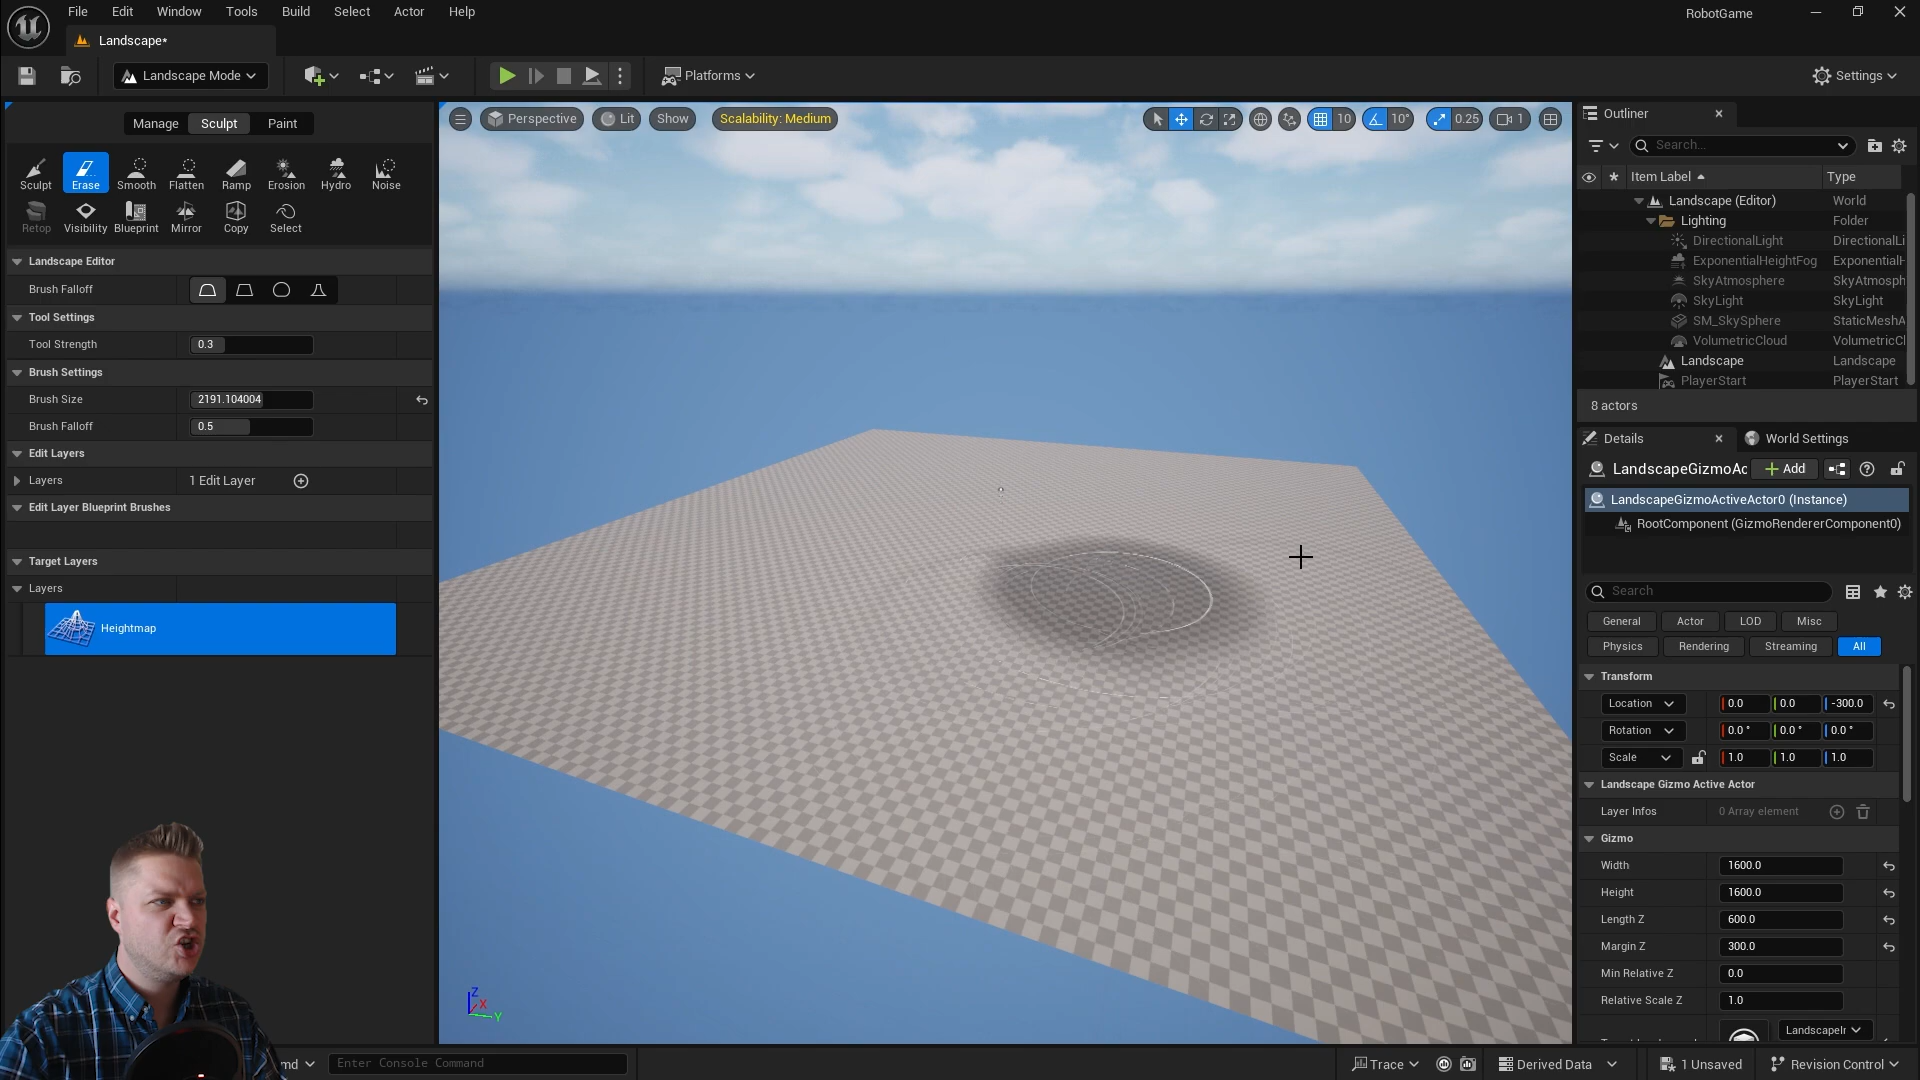 File Edit Window Tools Build Select Actor Help
RobotGame
Landscape*
Landscape Mode
Platforms
Settings
Manage Sculpt Paint
Sculpt Erase Smooth Flatten Ramp Erosion Hydro Noise
Retop Visibility Blueprint Mirror Copy Select
Landscape Editor
Brush Falloff
Tool Settings
Tool Strength 0.3
Brush Settings
Brush Size 2191.104004
Brush Falloff 0.5
Edit Layers
Layers 1 Edit Layer
Edit Layer Blueprint Brushes
Target Layers
Layers
Heightmap
Perspective Lit Show Scalability: Medium
10 10° 0.25 1
Z
X
Y
Outliner
Search...
Item Label Type
Landscape (Editor) World
Lighting Folder
DirectionalLight DirectionalLi
ExponentialHeightFog ExponentialH
SkyAtmosphere SkyAtmosph
SkyLight SkyLight
SM_SkySphere StaticMeshA
VolumetricCloud VolumetricCl
Landscape Landscape
PlayerStart PlayerStart
8 actors
Details World Settings
LandscapeGizmoAc Add
LandscapeGizmoActiveActor0 (Instance)
RootComponent (GizmoRendererComponent0)
Search
General Actor LOD Misc
Physics Rendering Streaming All
Transform
Location 0.0 0.0 -300.0
Rotation 0.0 ° 0.0 ° 0.0 °
Scale 1.0 1.0 1.0
Landscape Gizmo Active Actor
Layer Infos 0 Array element
Gizmo
Width 1600.0
Height 1600.0
Length Z 600.0
Margin Z 300.0
Min Relative Z 0.0
Relative Scale Z 1.0
LandscapeIr
md Enter Console Command
Trace Derived Data 1 Unsaved Revision Control